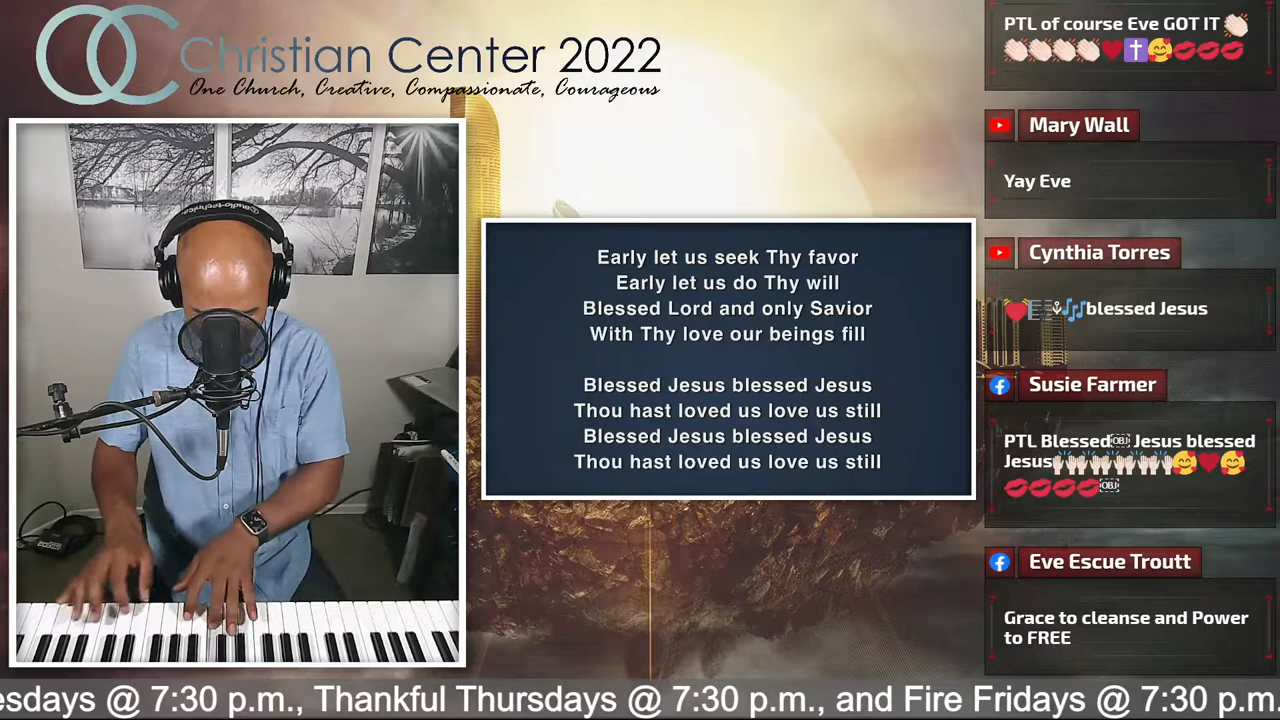 OC Christian Center 2022
One Church, Creative, Compassionate, Courageous
audio-technica
Early let us seek Thy favor
Early let us do Thy will
Blessed Lord and only Savior
With Thy love our beings fill
Blessed Jesus blessed Jesus
Thou hast loved us love us still
Blessed Jesus blessed Jesus
Thou hast loved us love us still
PTL of course Eve GOT IT 👏🏻
👏🏻👏🏻👏🏻👏🏻❤️✝️🥰💋💋💋
Mary Wall
Yay Eve
Cynthia Torres
❤️🎼⚓🎶blessed Jesus
Susie Farmer
PTL Blessed￼ Jesus blessed
Jesus🙌🏻🙌🏻🙌🏻🙌🏻🙌🏻🙌🏻🥰❤️🥰
💋💋💋💋￼
Eve Escue Troutt
Grace to cleanse and Power
to FREE
esdays @ 7:30 p.m., Thankful Thursdays @ 7:30 p.m., and Fire Fridays @ 7:30 p.m.